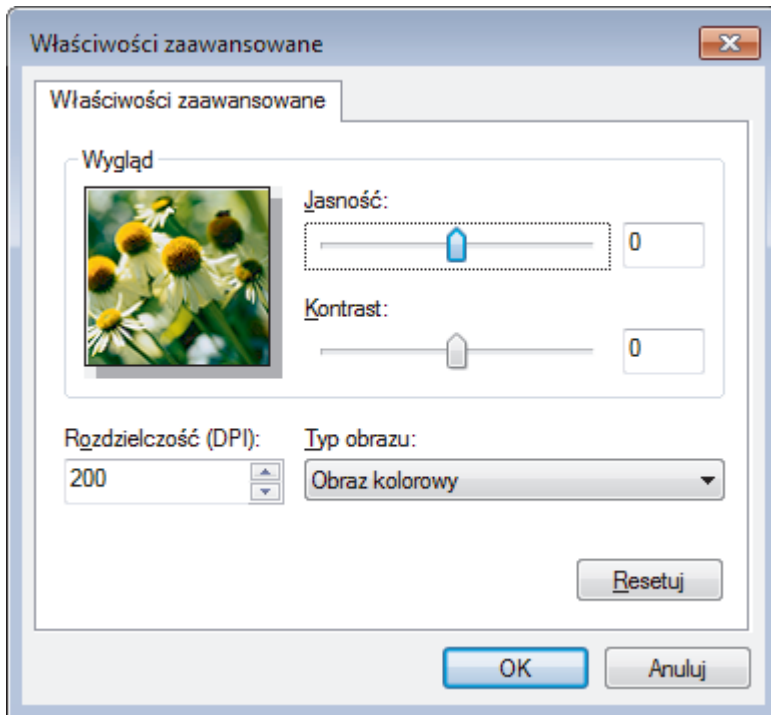 Właściwości zaawansowane
Właściwości zaawansowane
Wygląd
Jasność:
0
Kontrast:
0
Rozdzielczość (DPI):
Typ obrazu:
200
Obraz kolorowy
Resetuj
OK
Anuluj